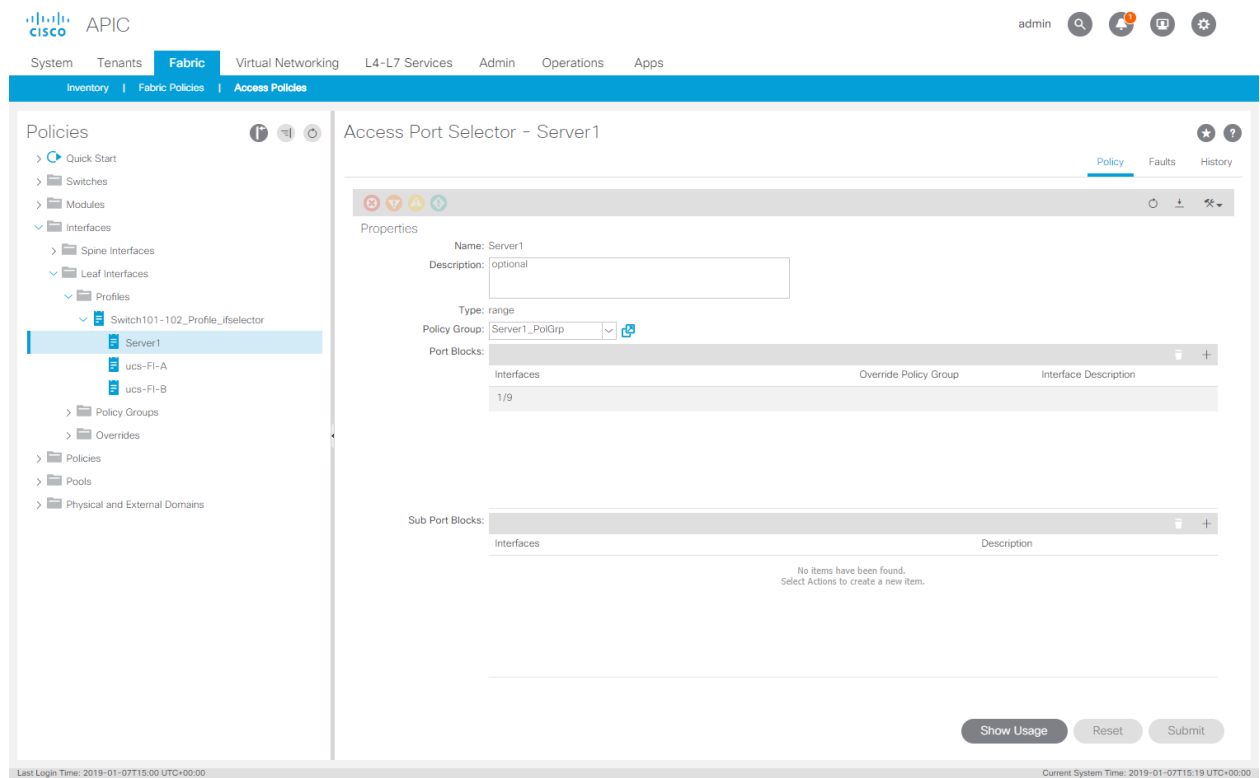 CISCO APIC
admin
1
System Tenants Fabric Virtual Networking L4-L7 Services Admin Operations Apps
Inventory | Fabric Policies | Access Policies
Policies
Quick Start
Switches
Modules
Interfaces
Spine Interfaces
Leaf Interfaces
Profiles
Switch101-102_Profile_ifselector
Server1
ucs-FI-A
ucs-FI-B
Policy Groups
Overrides
Policies
Pools
Physical and External Domains
Access Port Selector - Server1
Policy Faults History
Properties
Name: Server1
Description: optional
Type: range
Policy Group: Server1_PolGrp
Port Blocks:
Interfaces Override Policy Group Interface Description
1/9
Sub Port Blocks:
Interfaces Description
No items have been found.
Select Actions to create a new item.
Show Usage Reset Submit
Last Login Time: 2019-01-07T15:00 UTC+00:00
Current System Time: 2019-01-07T15:19 UTC+00:00